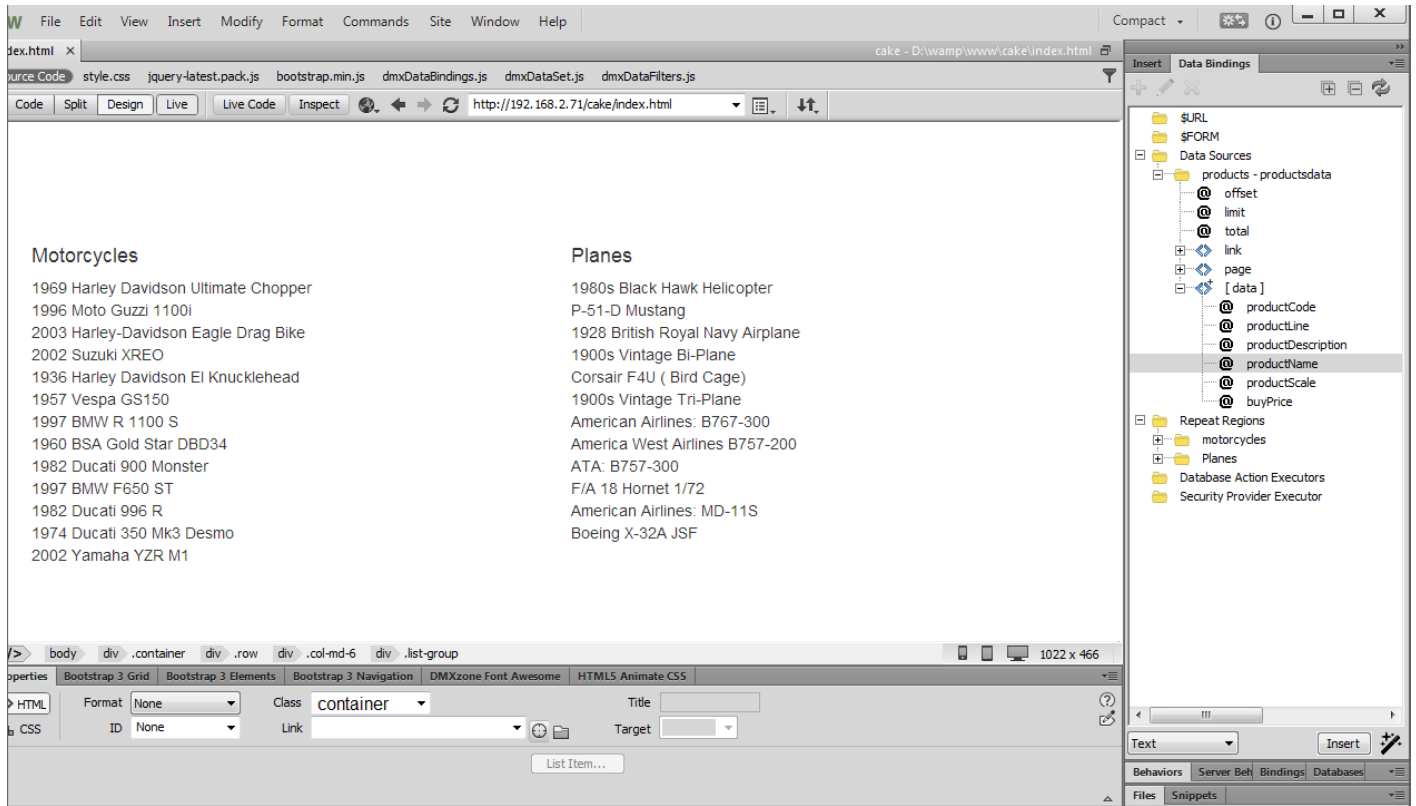 W File Edit View Insert Modify Format Commands Site Window Help Compact
dex.html × cake - D:\wamp\www\cake\index.html
ource Code style.css jquery-latest.pack.js bootstrap.min.js dmxDataBindings.js dmxDataSet.js dmxDataFilters.js
Code Split Design Live Live Code Inspect http://192.168.2.71/cake/index.html
Motorcycles
1969 Harley Davidson Ultimate Chopper
1996 Moto Guzzi 1100i
2003 Harley-Davidson Eagle Drag Bike
2002 Suzuki XREO
1936 Harley Davidson El Knucklehead
1957 Vespa GS150
1997 BMW R 1100 S
1960 BSA Gold Star DBD34
1982 Ducati 900 Monster
1997 BMW F650 ST
1982 Ducati 996 R
1974 Ducati 350 Mk3 Desmo
2002 Yamaha YZR M1
Planes
1980s Black Hawk Helicopter
P-51-D Mustang
1928 British Royal Navy Airplane
1900s Vintage Bi-Plane
Corsair F4U ( Bird Cage)
1900s Vintage Tri-Plane
American Airlines: B767-300
America West Airlines B757-200
ATA: B757-300
F/A 18 Hornet 1/72
American Airlines: MD-11S
Boeing X-32A JSF
/> body div .container div .row div .col-md-6 div .list-group 1022 x 466
operties Bootstrap 3 Grid Bootstrap 3 Elements Bootstrap 3 Navigation DMXzone Font Awesome HTML5 Animate CSS
HTML Format None Class container Title
CSS ID None Link Target
List Item...
Insert Data Bindings
$URL
$FORM
Data Sources
products - productsdata
@ offset
@ limit
@ total
link
page
[ data ]
@ productCode
@ productLine
@ productDescription
@ productName
@ productScale
@ buyPrice
Repeat Regions
motorcycles
Planes
Database Action Executors
Security Provider Executor
Text Insert
Behaviors Server Beh Bindings Databases
Files Snippets